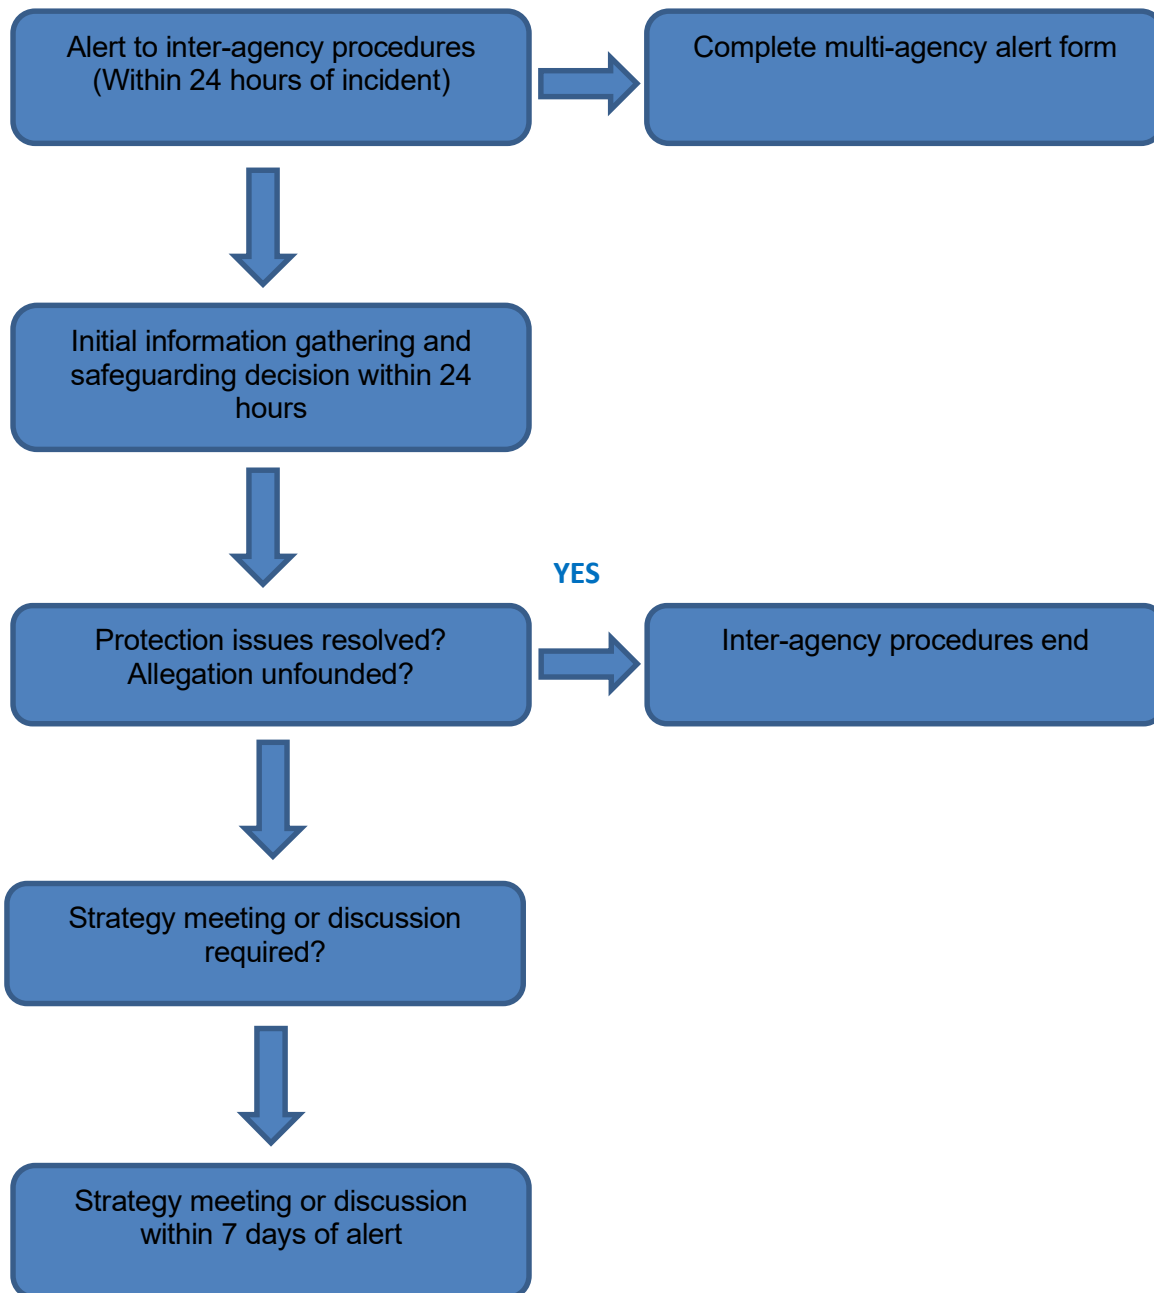 Alert to inter-agency procedures
(Within 24 hours of incident)
Complete multi-agency alert form
Initial information gathering and
safeguarding decision within 24
hours
YES
Protection issues resolved?
Allegation unfounded?
Inter-agency procedures end
Strategy meeting or discussion
required?
Strategy meeting or discussion
within 7 days of alert